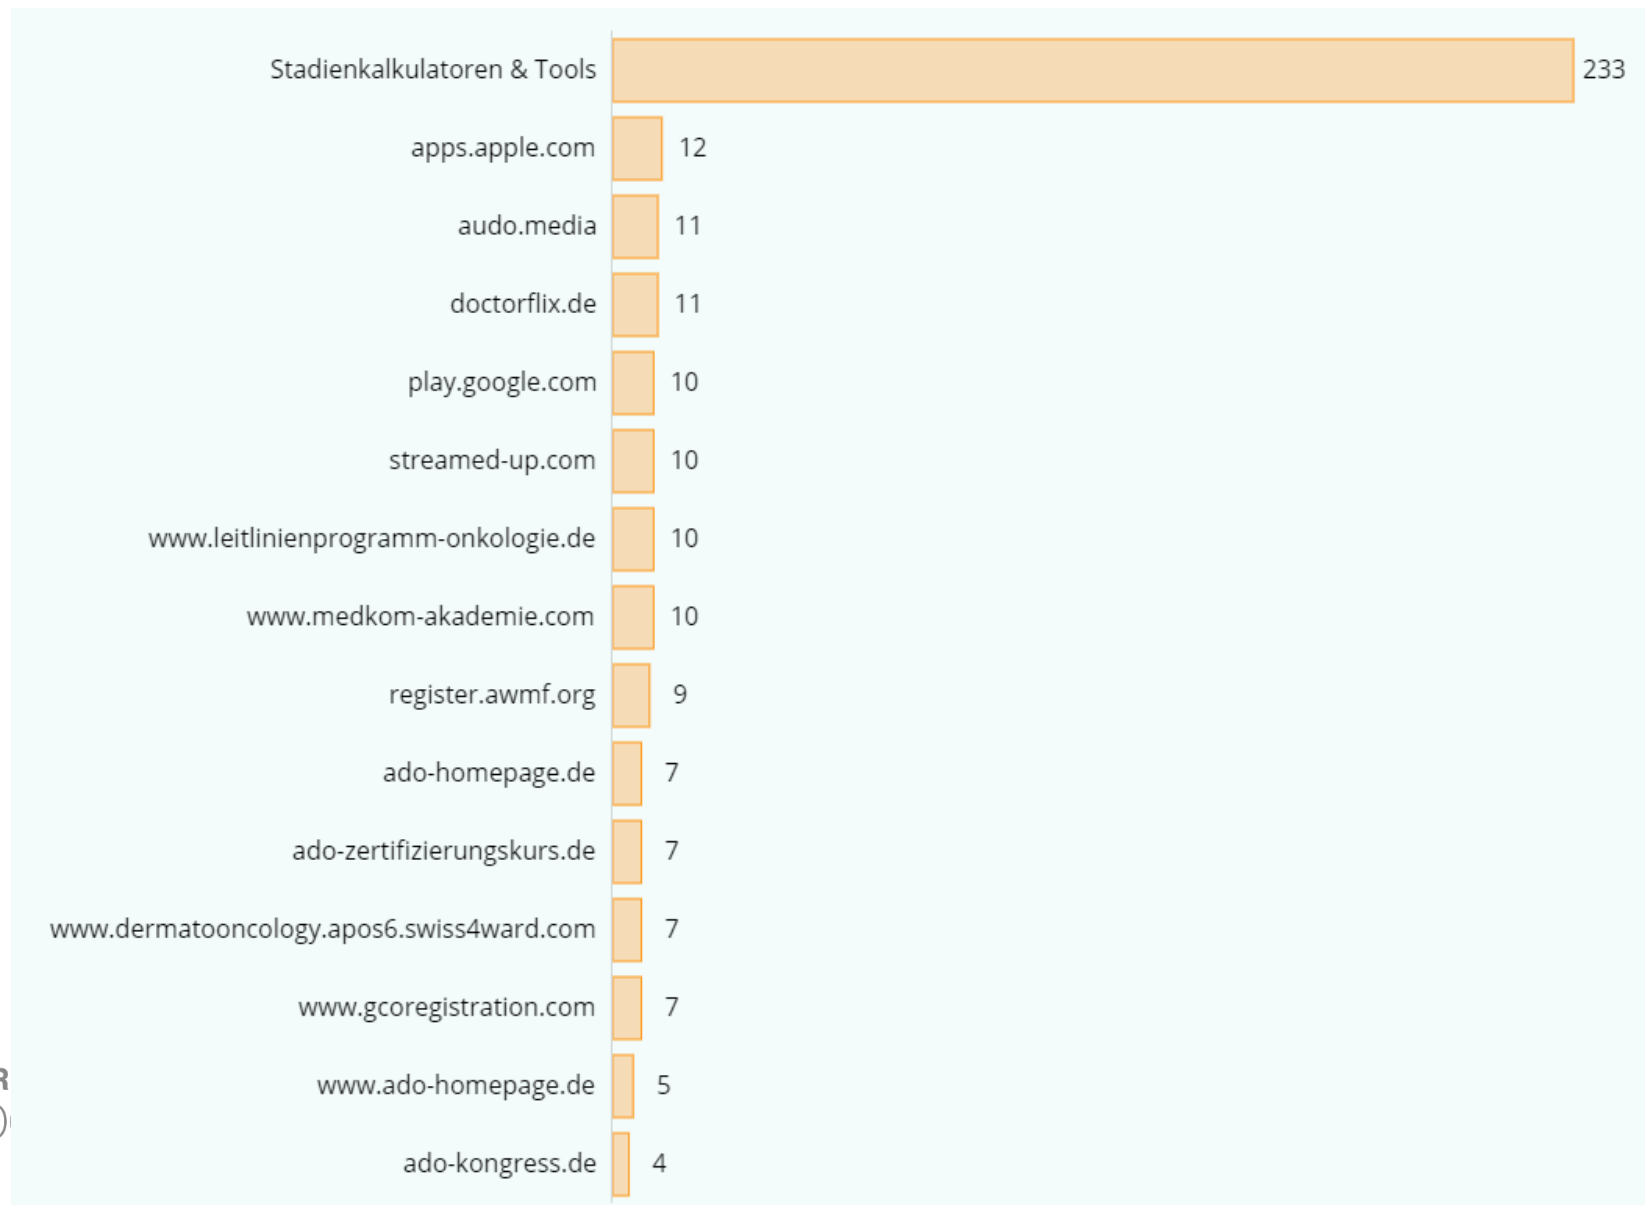 Stadienkalkulatoren & Tools 233
apps.apple.com 12
audo.media 11
doctorflix.de 11
play.google.com 10
streamed-up.com 10
www.leitlinienprogramm-onkologie.de 10
www.medkom-akademie.com 10
register.awmf.org 9
ado-homepage.de 7
ado-zertifizierungskurs.de 7
www.dermatooncology.apos6.swiss4ward.com 7
www.gcoregistration.com 7
www.ado-homepage.de 5
R
ado-kongress.de 4